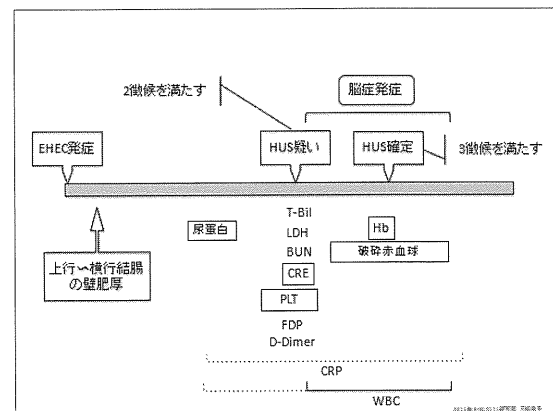 2徴候を満たす
脳症発症
EHEC発症
HUS疑い
HUS確定
3徴候を満たす
T-Bil
尿蛋白
LDH
Hb
BUN
破砕赤血球
上行~横行結腸
の壁肥厚
CRE
PLT
FDP
D-Dimer
CRP
WBC